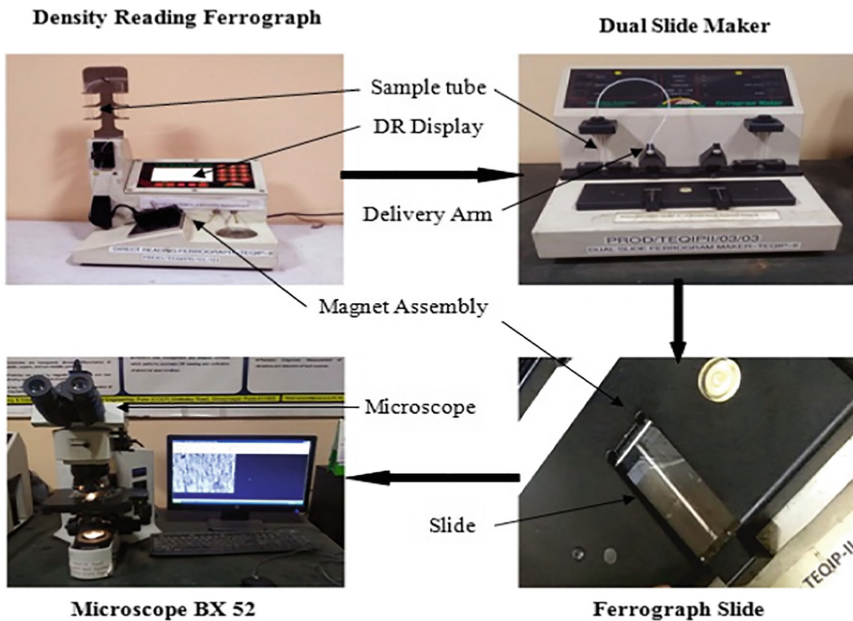 Density Reading Ferrograph
Dual Slide Maker
Sample tube
DR Display
Delivery Arm
Ferrogram Maker
DIRECT READING FERROGRAPH-TEQIP-II
PROD/TEQIPII/03/03
DUAL SLIDE FERROGRAM MAKER- TEQIP-II
Magnet Assembly
Microscope
Slide
TEQIP-II
Microscope BX 52
Ferrograph Slide